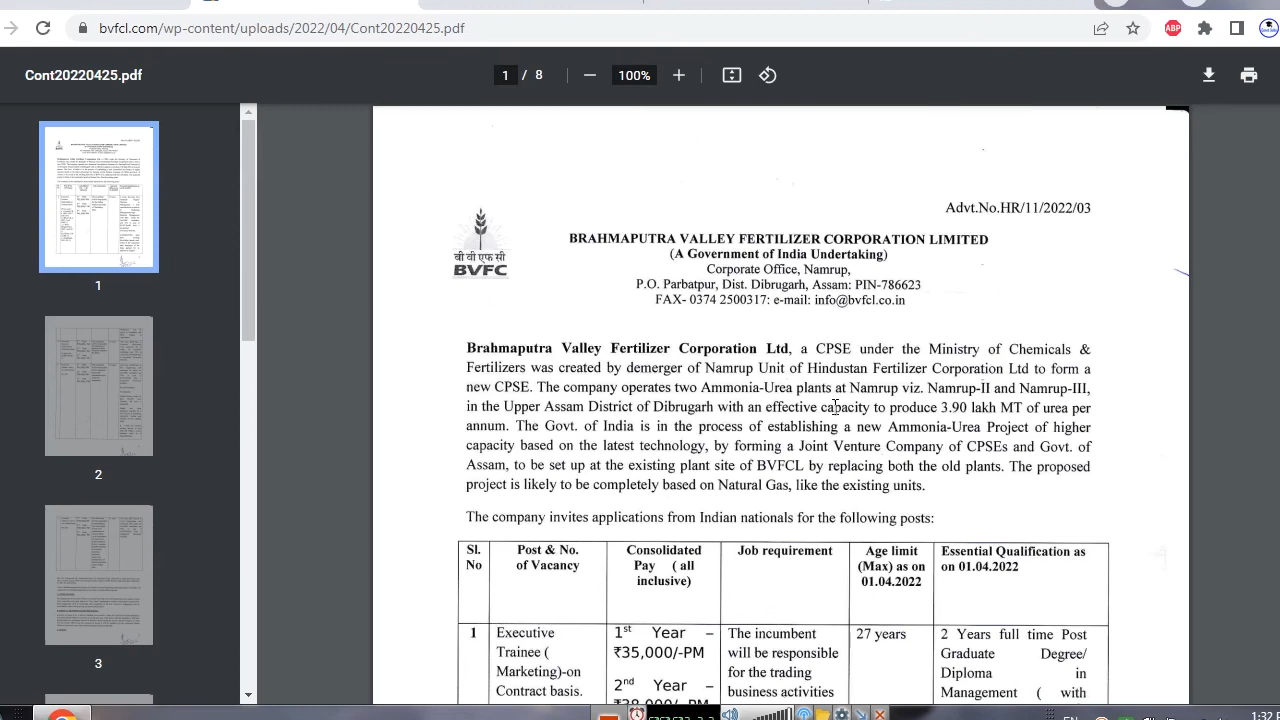 bvfcl.com/wp-content/uploads/2022/04/Cont20220425.pdf
ABP
Cont20220425.pdf
1 / 8
100%
Advt.No.HR/11/2022/03
वी वी एफ सी
BVFC
BRAHMAPUTRA VALLEY FERTILIZER CORPORATION LIMITED
(A Government of India Undertaking)
Corporate Office, Namrup,
P.O. Parbatpur, Dist. Dibrugarh, Assam: PIN-786623
FAX- 0374 2500317: e-mail: info@bvfcl.co.in
Brahmaputra Valley Fertilizer Corporation Ltd, a CPSE under the Ministry of Chemicals &
Fertilizers was created by demerger of Namrup Unit of Hindustan Fertilizer Corporation Ltd to form a
new CPSE. The company operates two Ammonia-Urea plants at Namrup viz. Namrup-II and Namrup-III,
in the Upper Assam District of Dibrugarh with an effective capacity to produce 3.90 lakh MT of urea per
annum. The Govt. of India is in the process of establishing a new Ammonia-Urea Project of higher
capacity based on the latest technology, by forming a Joint Venture Company of CPSEs and Govt. of
Assam, to be set up at the existing plant site of BVFCL by replacing both the old plants. The proposed
project is likely to be completely based on Natural Gas, like the existing units.
The company invites applications from Indian nationals for the following posts:
Sl. Post & No. Consolidated Job requirement Age limit Essential Qualification as
No of Vacancy Pay ( all (Max) as on on 01.04.2022
inclusive) 01.04.2022
1 Executive 1st Year – The incumbent 27 years 2 Years full time Post
Trainee ( ₹35,000/-PM will be responsible Graduate Degree/
Marketing)-on for the trading Diploma in
Contract basis. 2nd Year – business activities Management ( with
1
2
3
EN
1:32